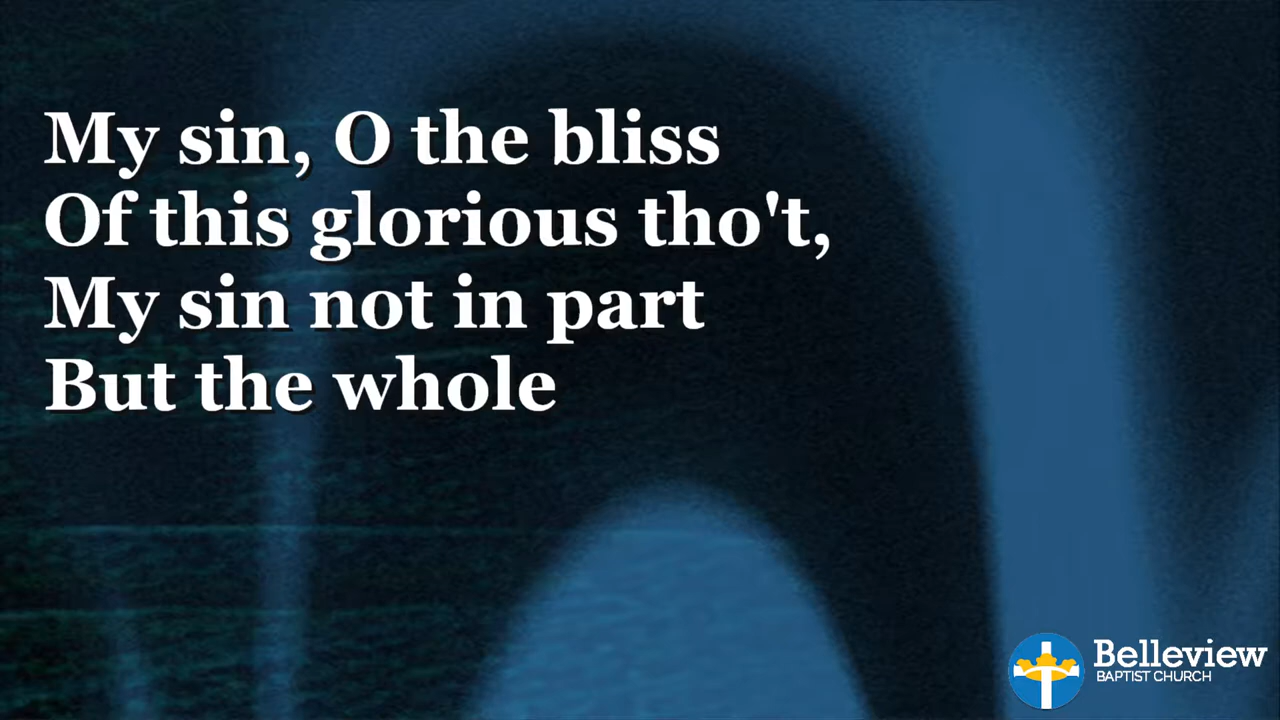 My sin, O the bliss
Of this glorious tho't,
My sin not in part
But the whole
Belleview
BAPTIST CHURCH